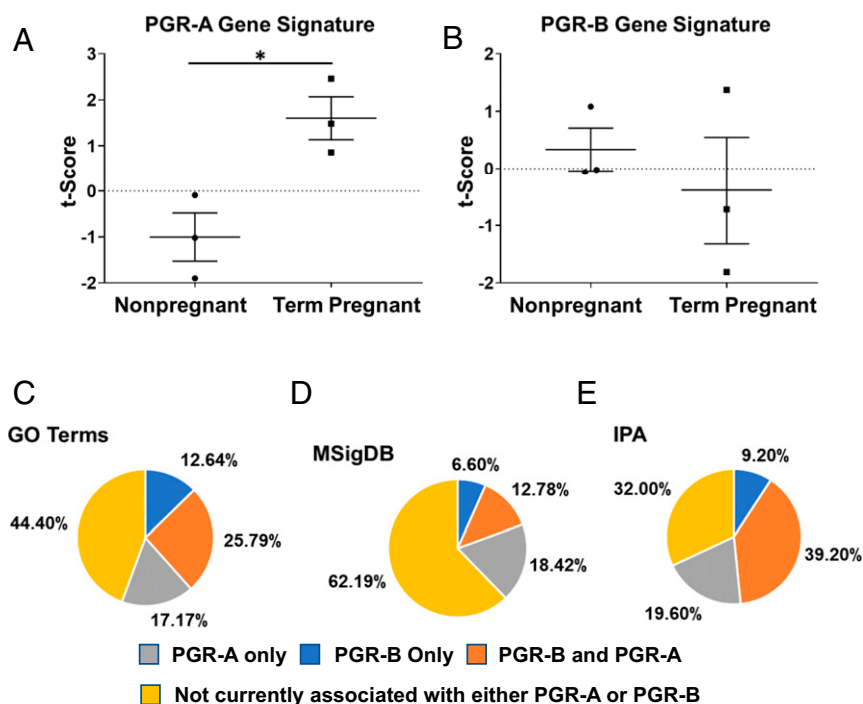 A
PGR-A Gene Signature
3
2
1
0
-1
-2
t-Score
*
Nonpregnant
Term Pregnant
B
PGR-B Gene Signature
2
1
0
-1
-2
t-Score
Nonpregnant
Term Pregnant
C
GO Terms
12.64%
25.79%
17.17%
44.40%
D
MSigDB
6.60%
12.78%
18.42%
62.19%
E
IPA
9.20%
39.20%
19.60%
32.00%
PGR-A only
PGR-B Only
PGR-B and PGR-A
Not currently associated with either PGR-A or PGR-B